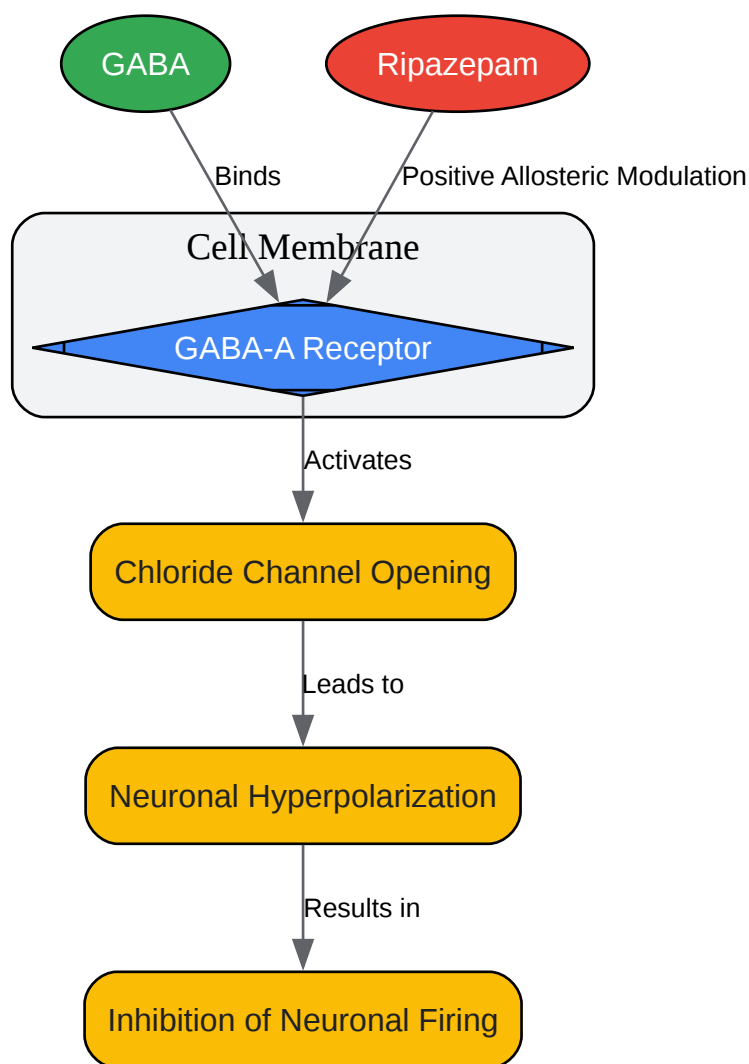 GABA
Ripazepam
Binds
Positive Allosteric Modulation
Cell Membrane
GABA-A Receptor
Activates
Chloride Channel Opening
Leads to
Neuronal Hyperpolarization
Results in
Inhibition of Neuronal Firing